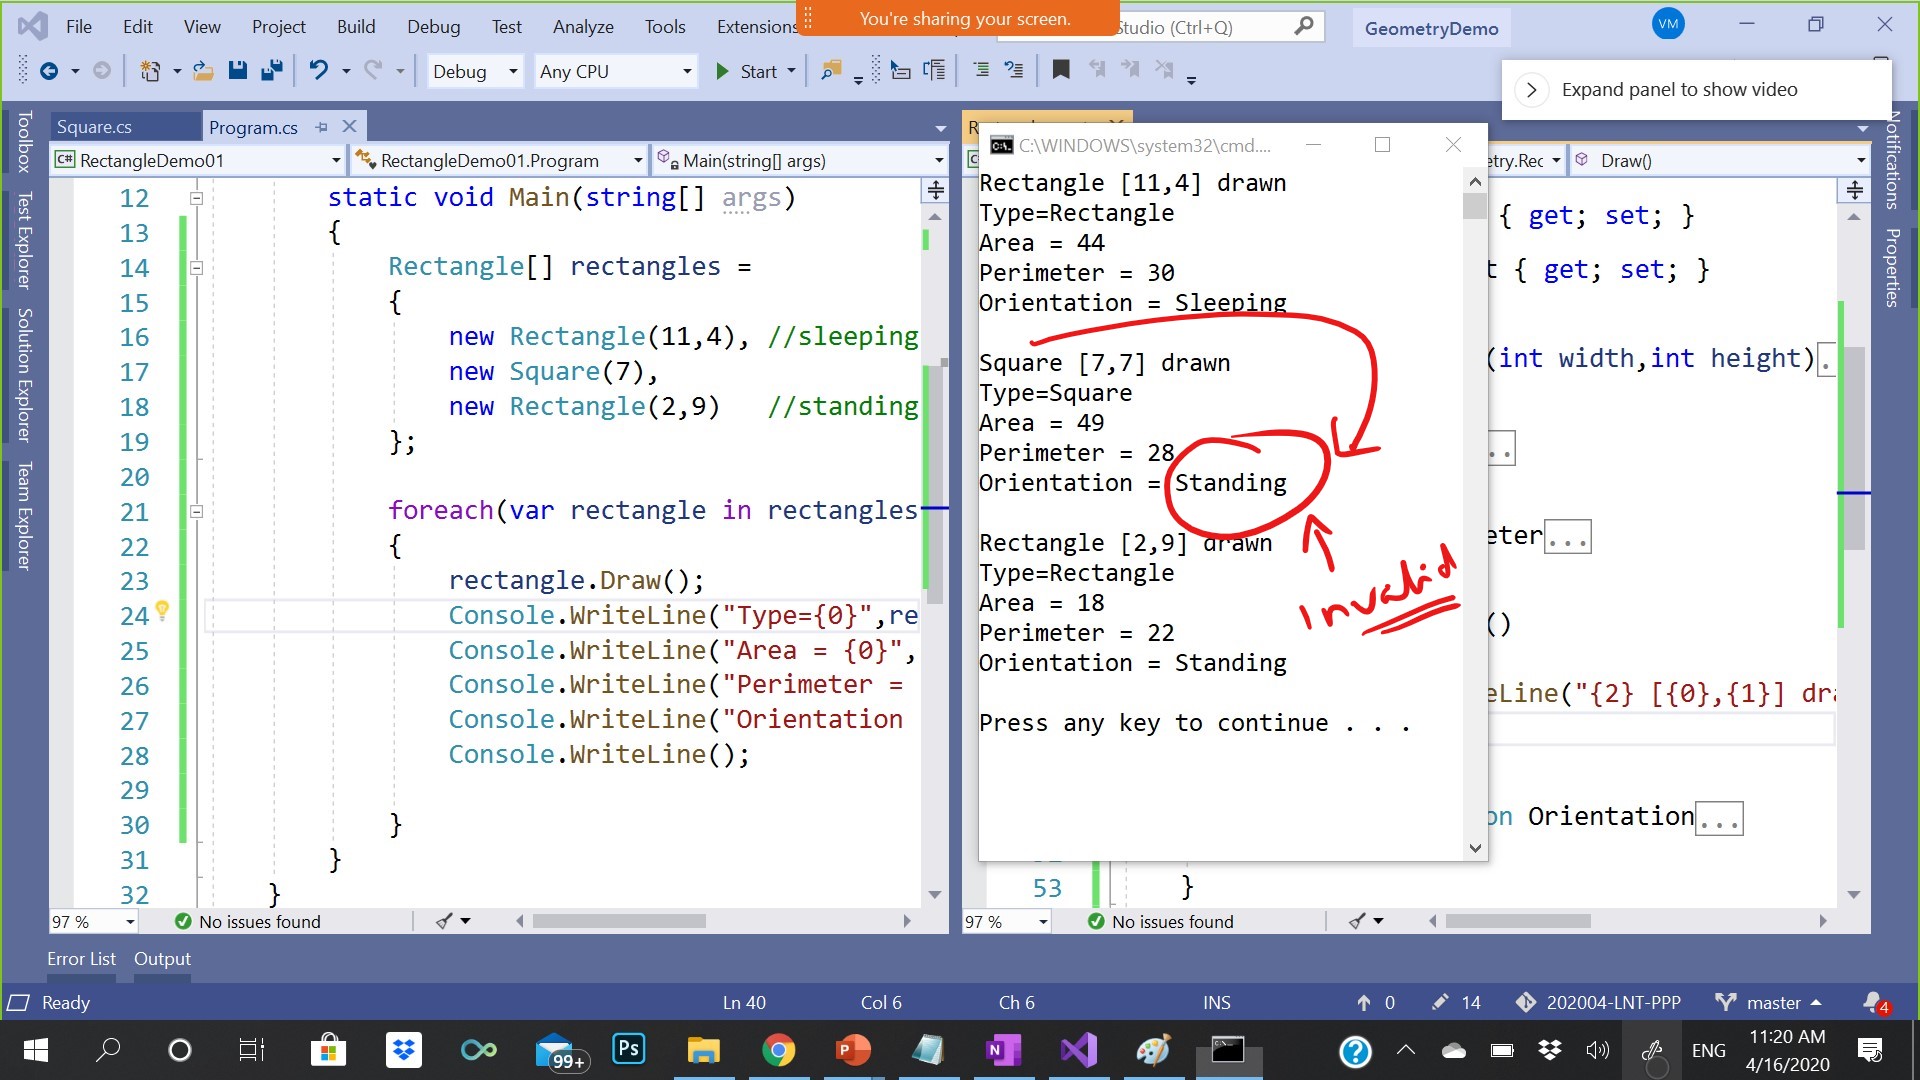 You're sharing your screen.
File Edit View Project Build Debug Test Analyze Tools Extensions Studio (Ctrl+Q) GeometryDemo VM
Debug Any CPU Start
Expand panel to show video
Square.cs Program.cs
RectangleDemo01 RectangleDemo01.Program Main(string[] args)
Draw()
Toolbox
Test Explorer
Solution Explorer
Team Explorer
12 static void Main(string[] args)
13 {
14 Rectangle[] rectangles =
15 {
16 new Rectangle(11,4), //sleeping
17 new Square(7),
18 new Rectangle(2,9) //standing
19 };
20
21 foreach(var rectangle in rectangles
22 {
23 rectangle.Draw();
24 Console.WriteLine("Type={0}",re
25 Console.WriteLine("Area = {0}",
26 Console.WriteLine("Perimeter =
27 Console.WriteLine("Orientation
28 Console.WriteLine();
29
30 }
31 }
32 }
97 % No issues found
C:\WINDOWS\system32\cmd....
Rectangle [11,4] drawn
Type=Rectangle
Area = 44
Perimeter = 30
Orientation = Sleeping
Square [7,7] drawn
Type=Square
Area = 49
Perimeter = 28
Orientation = Standing
Rectangle [2,9] drawn
Type=Rectangle
Area = 18
Perimeter = 22
Orientation = Standing
Press any key to continue . . .
Invalid
{ get; set; }
{ get; set; }
(int width,int height)...
...
eter...
()
eLine("{2} [{0},{1}] dr
on Orientation...
53 }
97 % No issues found
Notifications
Properties
Error List Output
Ready Ln 40 Col 6 Ch 6 INS 0 14 202004-LNT-PPP master 4
99+ Ps ENG 11:20 AM
4/16/2020